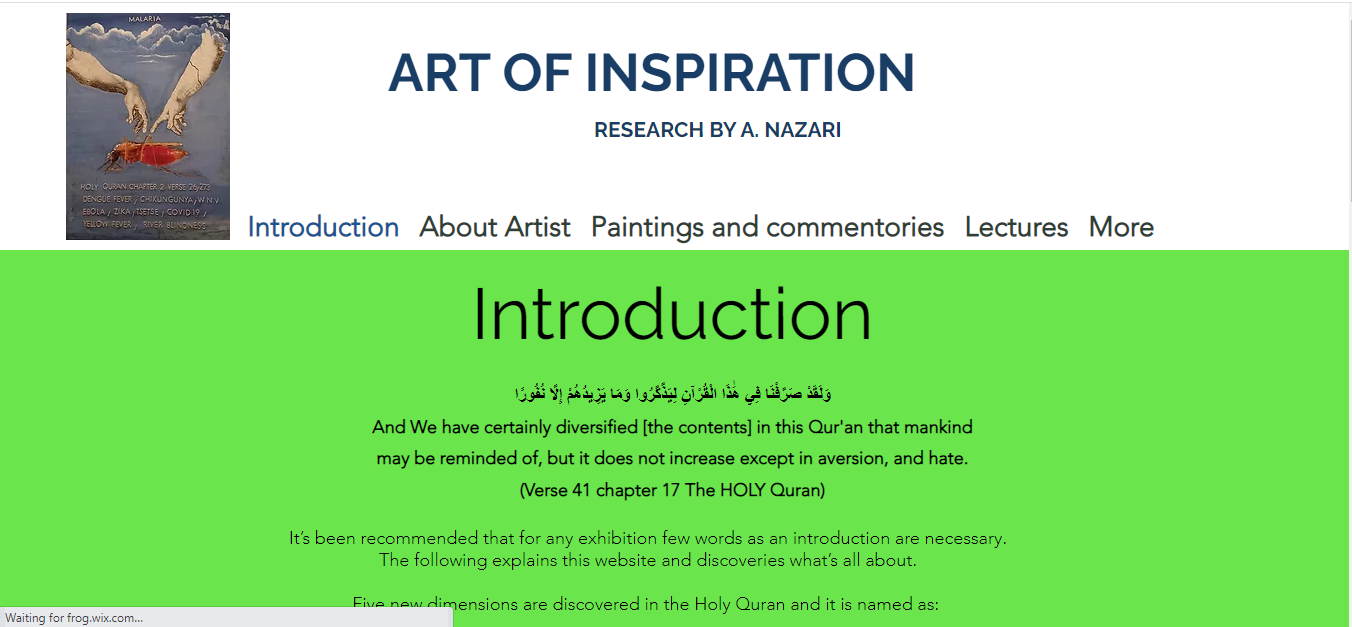 MALARIA
HOLY QURAN CHAPTER 2. VERSE 26/273
DENGUE FEVER / CHIKUNGUNYA / W N V
EBOLA / ZIKA / TSETSE / COVID 19 /
YELLOW FEVER / RIVER BLINDNESS
ART OF INSPIRATION
RESEARCH BY A. NAZARI
Introduction About Artist Paintings and commentories Lectures More
Introduction
وَلَقَدْ صَرَّفْنَا فِي هَٰذَا الْقُرْآنِ لِيَذَّكَّرُوا وَمَا يَزِيدُهُمْ إِلَّا نُفُورًا
And We have certainly diversified [the contents] in this Qur'an that mankind
may be reminded of, but it does not increase except in aversion, and hate.
(Verse 41 chapter 17 The HOLY Quran)
It’s been recommended that for any exhibition few words as an introduction are necessary.
The following explains this website and discoveries what’s all about.
Five new dimensions are discovered in the Holy Quran and it is named as:
Waiting for frog.wix.com...